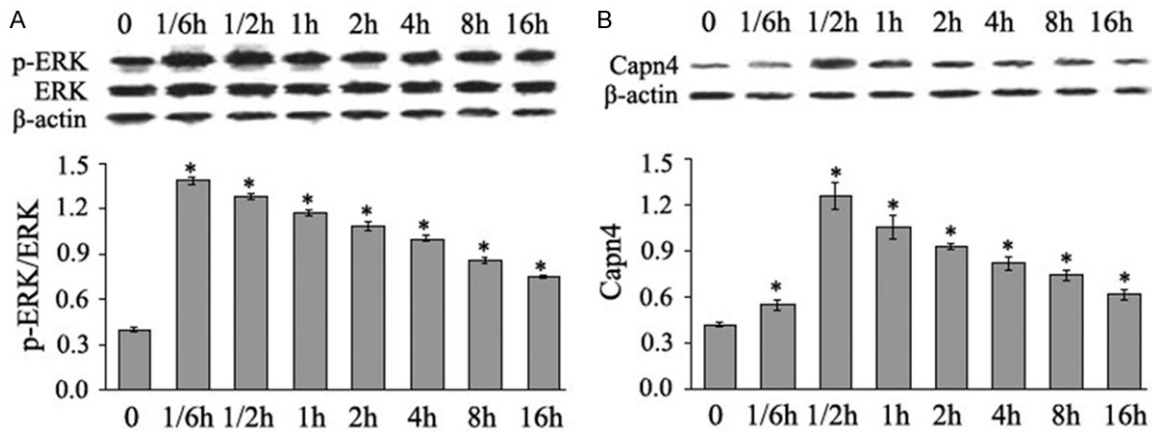 A
0 1/6h 1/2h 1h 2h 4h 8h 16h
p-ERK
ERK
β-actin
p-ERK/ERK
1.5
1.2
0.9
0.6
0.3
0.0
* * * * * * *
0 1/6h 1/2h 1h 2h 4h 8h 16h
B
0 1/6h 1/2h 1h 2h 4h 8h 16h
Capn4
β-actin
Capn4
1.5
1.2
0.9
0.6
0.3
0.0
* * * * * * *
0 1/6h 1/2h 1h 2h 4h 8h 16h